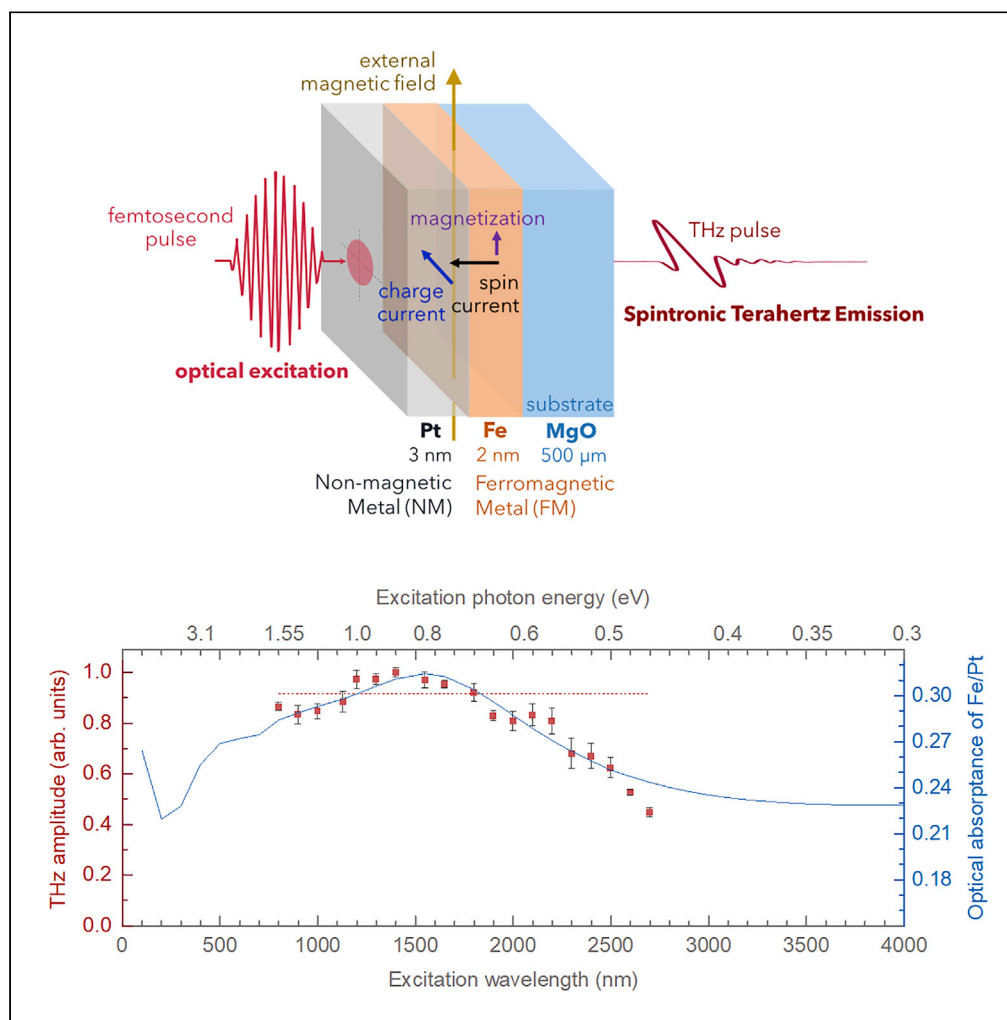 external
magnetic field
femtosecond
pulse
magnetization
THz pulse
charge
current
spin
current
Spintronic Terahertz Emission
optical excitation
substrate
Pt Fe MgO
3 nm 2 nm 500 µm
Non-magnetic Ferromagnetic
Metal (NM) Metal (FM)
Excitation photon energy (eV)
3.1 1.55 1.0 0.8 0.6 0.5 0.4 0.35 0.3
THz amplitude (arb. units)
1.0
0.8
0.6
0.4
0.2
0.0
0.30
0.27
0.24
0.21
0.18
Optical absorptance of Fe/Pt
0 500 1000 1500 2000 2500 3000 3500 4000
Excitation wavelength (nm)